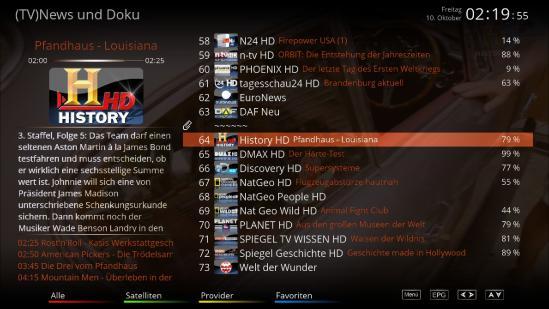 (TV)News und Doku
Freitag
10. Oktober
02:19:55
Pfandhaus - Louisiana
02:00
02:25
H
HD
HISTORY
3. Staffel, Folge 5: Das Team darf einen
seltenen Aston Martin à la James Bond
testfahren und muss entscheiden, ob
er wirklich eine sechsstellige Summe
wert ist. Johnnie will sich eine von
Präsident James Madison
unterschriebene Schenkungsurkunde
sichern. Dann kommt noch der
Musiker Wade Benson Landry in den
02:25 Rost'n'Roll - Kasis Werkstattgesch
02:50 American Pickers - Die Trödelsam
03:45 Die Drei vom Pfandhaus
04:15 Mountain Men - Überleben in der
58 N24 HD Firepower USA (1) 14 %
59 n-tv HD ORBIT: Die Entstehung der Jahreszeiten 88 %
60 PHOENIX HD Der letzte Tag des Ersten Weltkriegs 9 %
61 tagesschau24 HD Brandenburg aktuell 63 %
62 EuroNews
63 DAF Neu
~~~~~~
64 History HD Pfandhaus - Louisiana 79 %
65 DMAX HD Der Härte-Test 99 %
66 Discovery HD Supersysteme 77 %
67 NatGeo HD Flugzeugabstürze hautnah 55 %
68 NatGeo People HD
69 Nat Geo Wild HD Animal Fight Club 44 %
70 PLANET HD Aus den großen Museen der Welt 79 %
71 SPIEGEL TV WISSEN HD Waisen der Wildnis 81 %
72 Spiegel Geschichte HD Geschichte made in Hollywood 89 %
73 Welt der Wunder
Alle
Satelliten
Provider
Favoriten
Menü
EPG